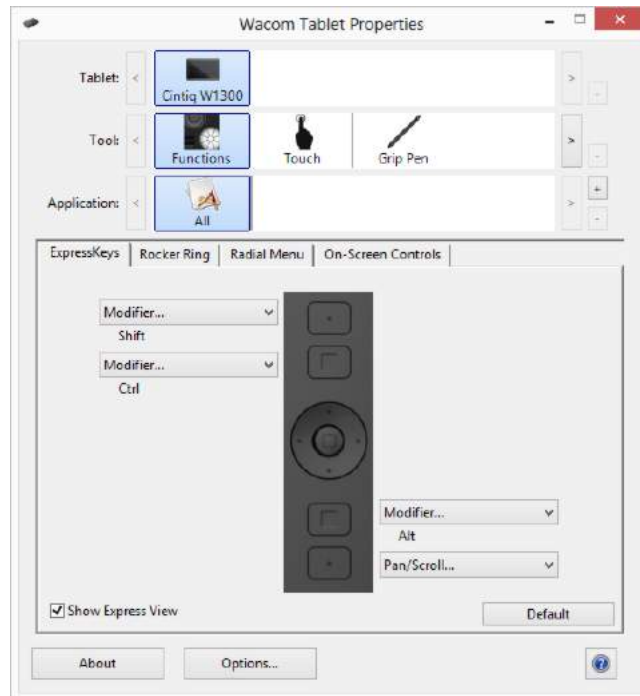 Wacom Tablet Properties
Tablet:
Cintiq W1300
Tool:
Functions Touch Grip Pen
Application:
All
ExpressKeys Rocker Ring Radial Menu On-Screen Controls
Modifier...
Shift
Modifier...
Ctrl
Modifier...
Alt
Pan/Scroll...
Show Express View
Default
About Options...